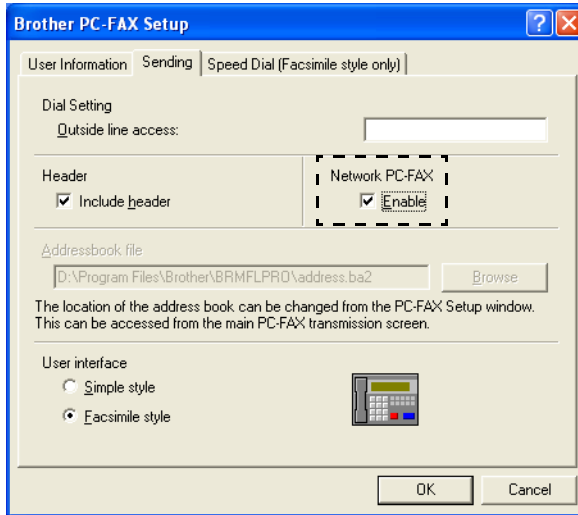 Brother PC-FAX Setup
User Information Sending Speed Dial (Facsimile style only)
Dial Setting
Outside line access:
Header Network PC-FAX
Include header Enable
Addressbook file
D:\Program Files\Brother\BRMFLPRO\address.ba2 Browse
The location of the address book can be changed from the PC-FAX Setup window.
This can be accessed from the main PC-FAX transmission screen.
User interface
Simple style
Facsimile style
OK Cancel